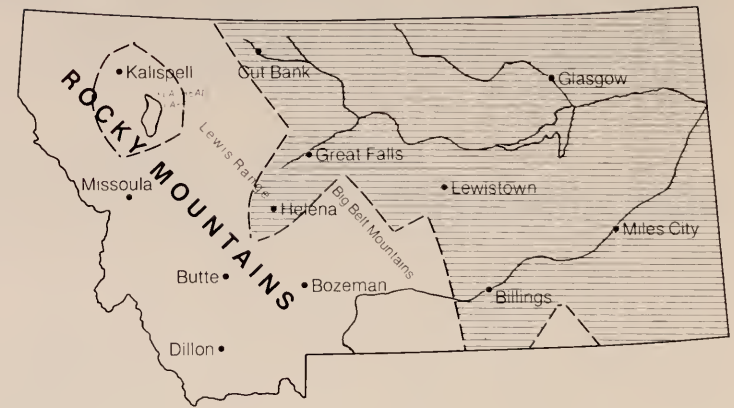 Kalispell
Cut Bank
Glasgow
ROCKY MOUNTAINS
Lewis Range
Great Falls
Missoula
Helena
Big Belt Mountains
Lewistown
Miles City
Butte
Bozeman
Billings
Dillon